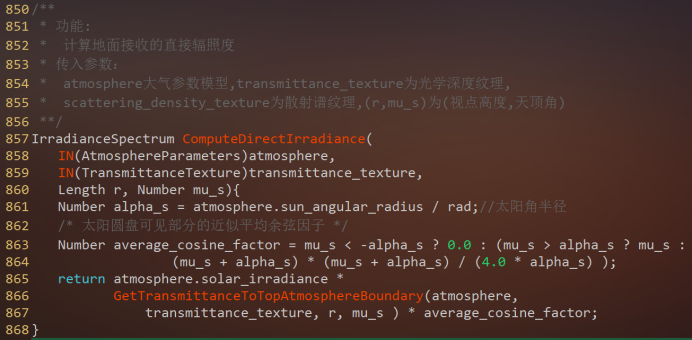 850 /**
851  * 功能:
852  *  计算地面接收的直接辐照度
853  * 传入参数:
854  *  atmosphere大气参数模型,transmittance_texture为光学深度纹理,
855  *  scattering_density_texture为散射谱纹理,(r,mu_s)为(视点高度,天顶角)
856  **/
857 IrradianceSpectrum ComputeDirectIrradiance(
858    IN(AtmosphereParameters)atmosphere,
859    IN(TransmittanceTexture)transmittance_texture,
860    Length r, Number mu_s){
861    Number alpha_s = atmosphere.sun_angular_radius / rad;//太阳角半径
862    /* 太阳圆盘可见部分的近似平均余弦因子 */
863    Number average_cosine_factor = mu_s < -alpha_s ? 0.0 : (mu_s > alpha_s ? mu_s :
864                  (mu_s + alpha_s) * (mu_s + alpha_s) / (4.0 * alpha_s) );
865    return atmosphere.solar_irradiance *
866           GetTransmittanceToTopAtmosphereBoundary(atmosphere,
867               transmittance_texture, r, mu_s ) * average_cosine_factor;
868 }